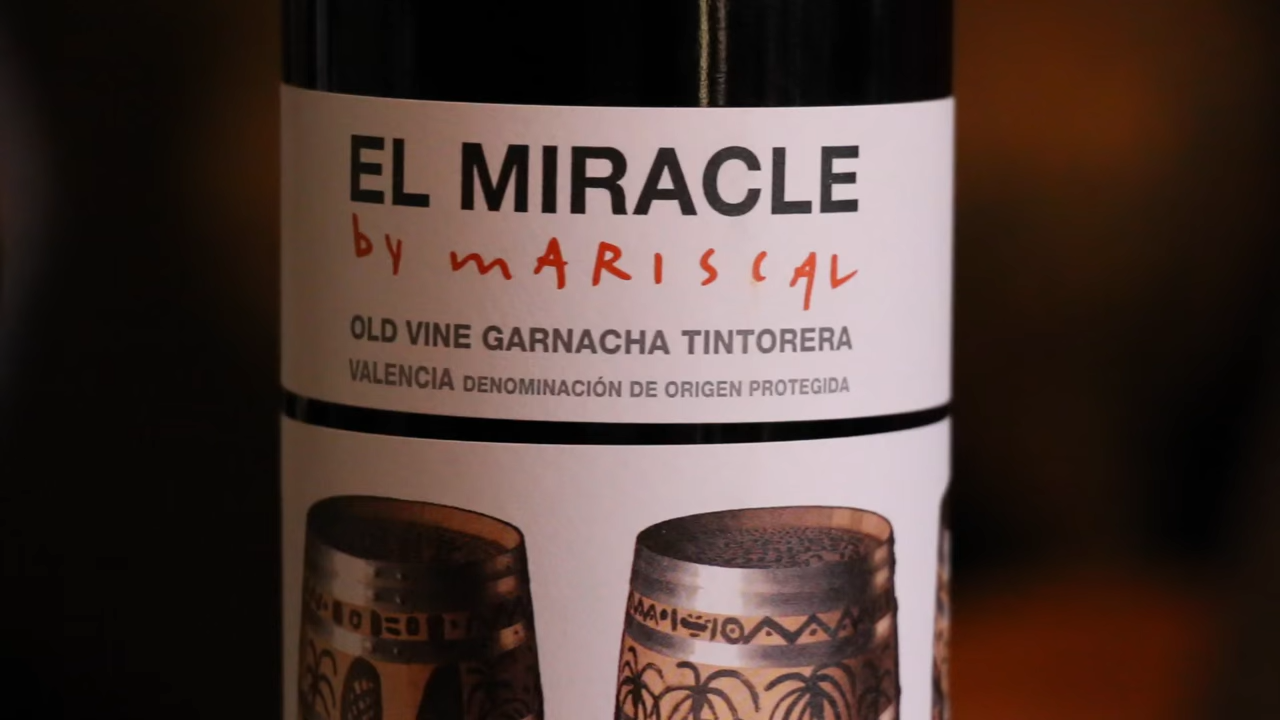 EL MIRACLE
by mARISCAL
OLD VINE GARNACHA TINTORERA
VALENCIA DENOMINACIÓN DE ORIGEN PROTEGIDA